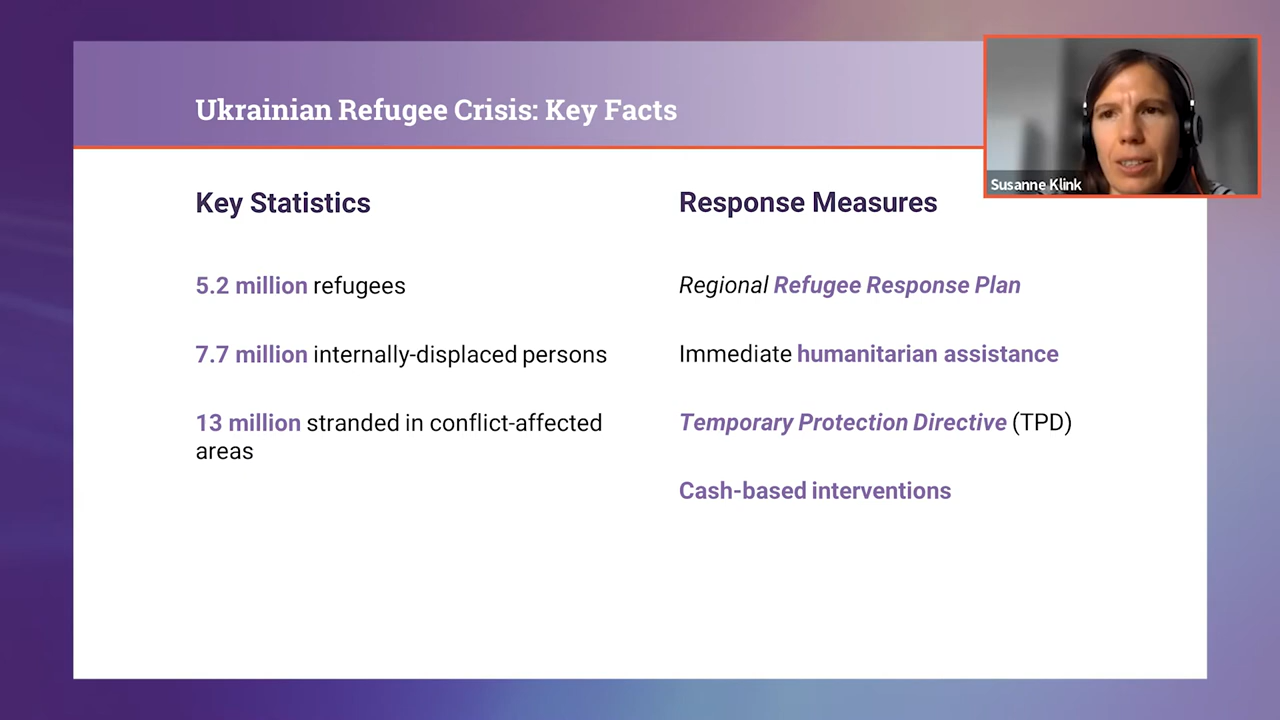 Ukrainian Refugee Crisis: Key Facts
Susanne Klink
Key Statistics
5.2 million refugees
7.7 million internally-displaced persons
13 million stranded in conflict-affected
areas
Response Measures
Regional Refugee Response Plan
Immediate humanitarian assistance
Temporary Protection Directive (TPD)
Cash-based interventions